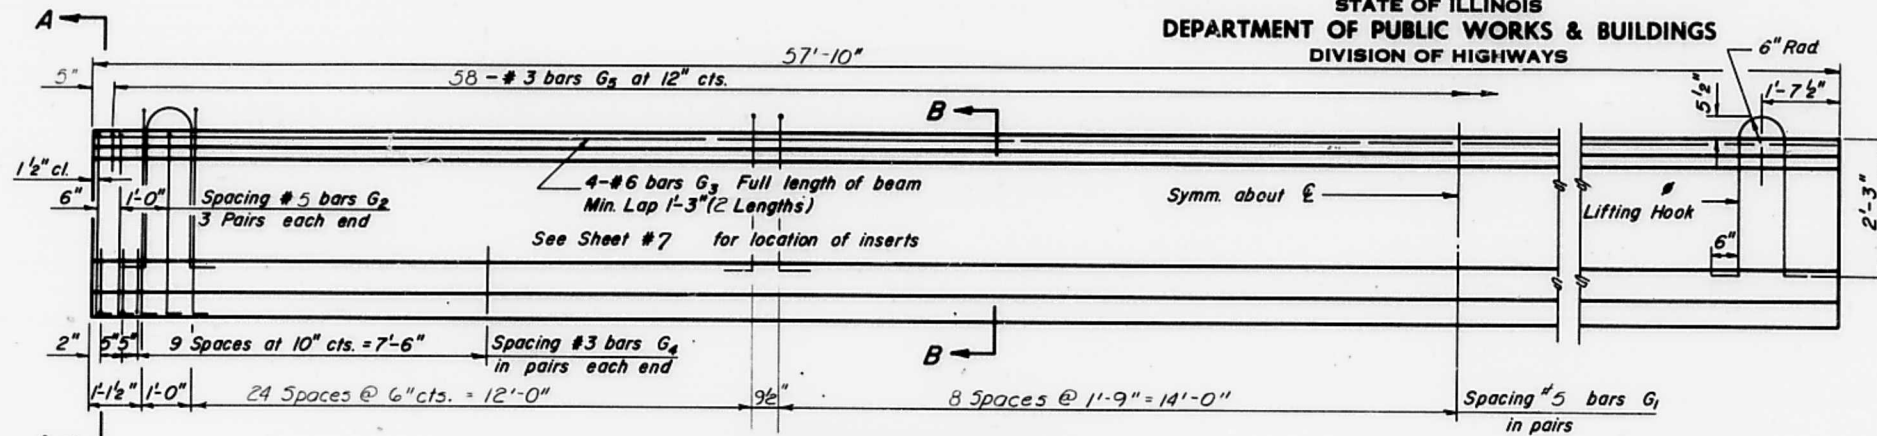 STATE OF ILLINOIS
DEPARTMENT OF PUBLIC WORKS & BUILDINGS
DIVISION OF HIGHWAYS
A
57'-10"
6" Rad
5"
58 - # 3 bars G5 at 12" cts.
5½"
1'-7½"
B
1½" cl.
6"
1'-0"
Spacing # 5 bars G2
3 Pairs each end
4-#6 bars G3 Full length of beam
Min. Lap 1'-3" (2 Lengths)
See Sheet #7 for location of inserts
Symm. about ℄
Lifting Hook
6"
2'-3"
2"
5"
5"
9 Spaces at 10" cts. = 7'-6"
Spacing #3 bars G4
in pairs each end
B
1'-1½"
1'-0"
24 Spaces @ 6" cts. = 12'-0"
9½"
8 Spaces @ 1'-9" = 14'-0"
Spacing #5 bars G1
in pairs